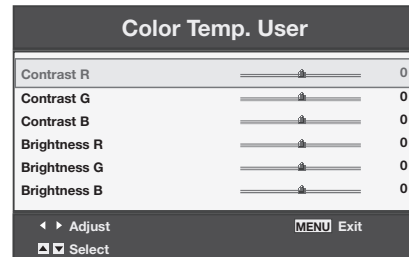 Color Temp. User
Contrast R 0
Contrast G 0
Contrast B 0
Brightness R 0
Brightness G 0
Brightness B 0
Adjust MENU Exit
Select